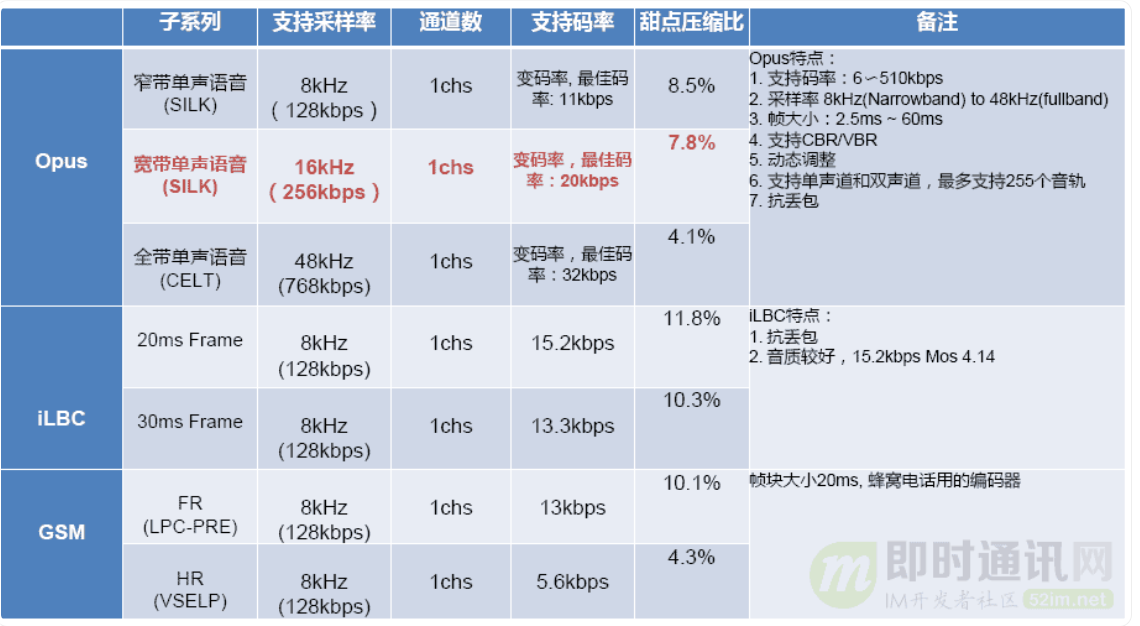 子系列 支持采样率 通道数 支持码率 甜点压缩比 备注
Opus
窄带单声语音
(SILK)
8kHz
( 128kbps )
1chs
变码率, 最佳码
率: 11kbps
8.5%
宽带单声语音
(SILK)
16kHz
( 256kbps )
1chs
变码率，最佳码
率：20kbps
7.8%
全带单声语音
(CELT)
48kHz
(768kbps)
1chs
变码率，最佳码
率：32kbps
4.1%
Opus特点：
1. 支持码率：6～510kbps
2. 采样率 8kHz(Narrowband) to 48kHz(fullband)
3. 帧大小：2.5ms ~ 60ms
4. 支持CBR/VBR
5. 动态调整
6. 支持单声道和双声道，最多支持255个音轨
7. 抗丢包
iLBC
20ms Frame
8kHz
(128kbps)
1chs
15.2kbps
11.8%
30ms Frame
8kHz
(128kbps)
1chs
13.3kbps
10.3%
iLBC特点：
1. 抗丢包
2. 音质较好，15.2kbps Mos 4.14
GSM
FR
(LPC-PRE)
8kHz
(128kbps)
1chs
13kbps
10.1%
HR
(VSELP)
8kHz
(128kbps)
1chs
5.6kbps
4.3%
帧块大小20ms, 蜂窝电话用的编码器
m 即时通讯网
IM开发者社区 52im.net